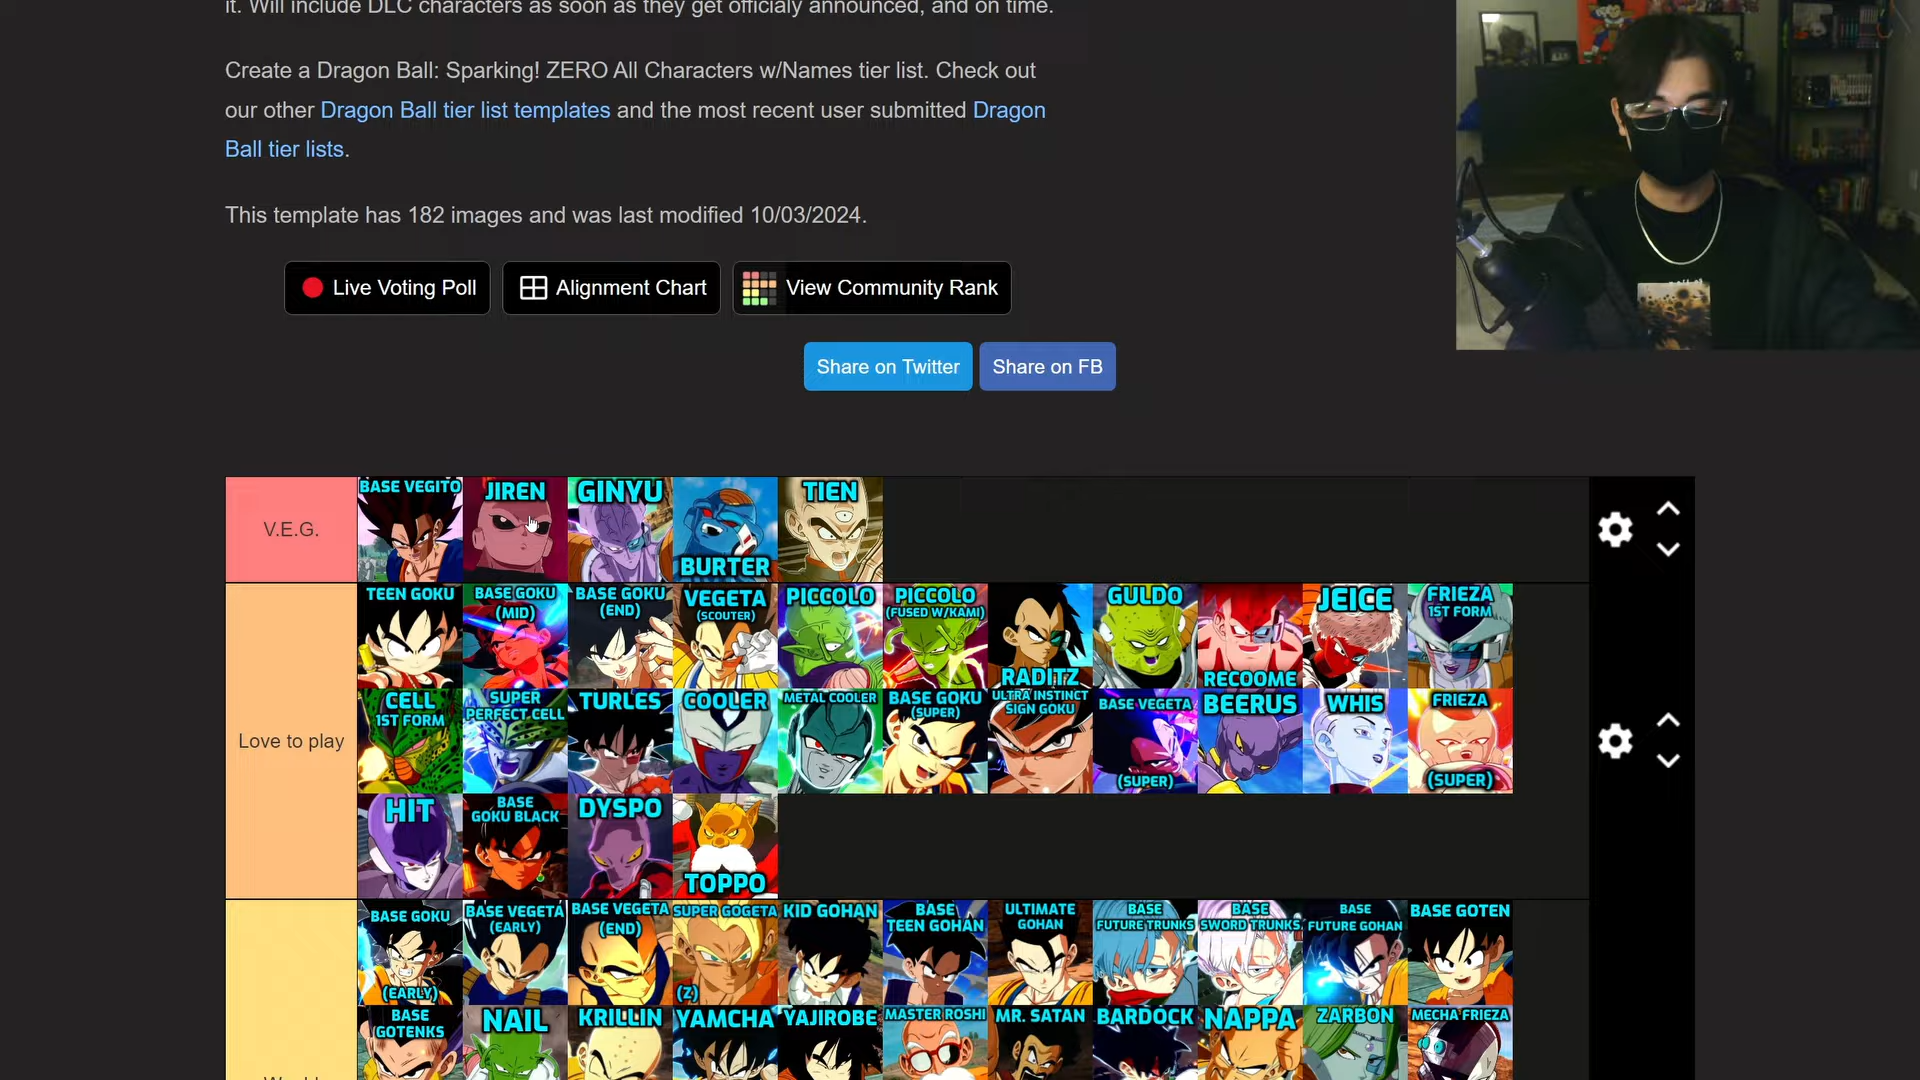 it. Will include DLC characters as soon as they get officialy announced, and on time.
Create a Dragon Ball: Sparking! ZERO All Characters w/Names tier list. Check out
our other Dragon Ball tier list templates and the most recent user submitted Dragon
Ball tier lists.
This template has 182 images and was last modified 10/03/2024.
Live Voting Poll
Alignment Chart
View Community Rank
Share on Twitter
Share on FB
V.E.G.
BASE VEGITO
JIREN
GINYU
BURTER
TIEN
Love to play
TEEN GOKU
BASE GOKU
(MID)
BASE GOKU
(END)
VEGETA
(SCOUTER)
PICCOLO
PICCOLO
(FUSED W/KAMI)
RADITZ
GULDO
RECOOME
JEICE
FRIEZA
1ST FORM
CELL
1ST FORM
SUPER
PERFECT CELL
TURLES
COOLER
METAL COOLER
BASE GOKU
(SUPER)
ULTRA INSTINCT
SIGN GOKU
BASE VEGETA
(SUPER)
BEERUS
WHIS
FRIEZA
(SUPER)
HIT
BASE
GOKU BLACK
DYSPO
TOPPO
BASE GOKU
(EARLY)
BASE VEGETA
(EARLY)
BASE VEGETA
(END)
SUPER GOGETA
(Z)
KID GOHAN
BASE
TEEN GOHAN
ULTIMATE
GOHAN
BASE
FUTURE TRUNKS
BASE
SWORD TRUNKS
BASE
FUTURE GOHAN
BASE GOTEN
BASE
GOTENKS
NAIL
KRILLIN
YAMCHA
YAJIROBE
MASTER ROSHI
MR. SATAN
BARDOCK
NAPPA
ZARBON
MECHA FRIEZA